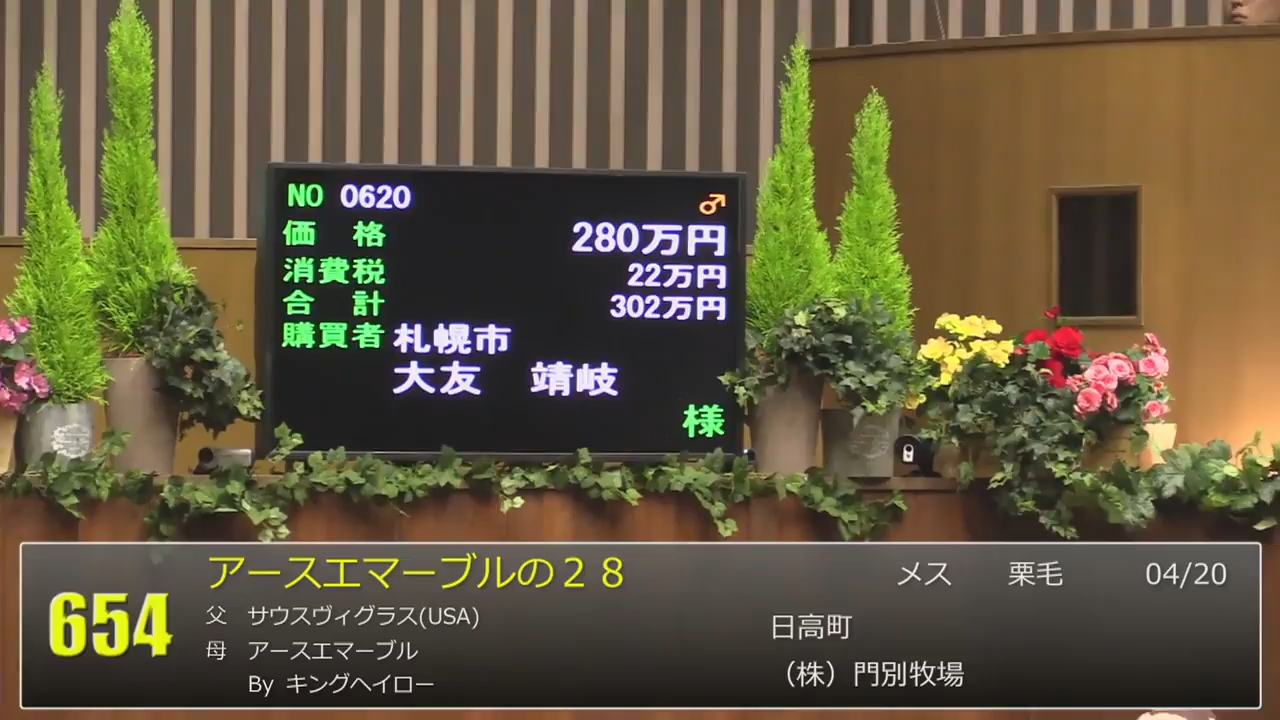 NO 0620 ♂
価 格 280万円
消費税 22万円
合 計 302万円
購買者 札幌市
大友 靖岐
様
654
アースエマーブルの２８ メス 栗毛 04/20
父 サウスヴィグラス(USA)
日高町
母 アースエマーブル
（株）門別牧場
By キングヘイロー